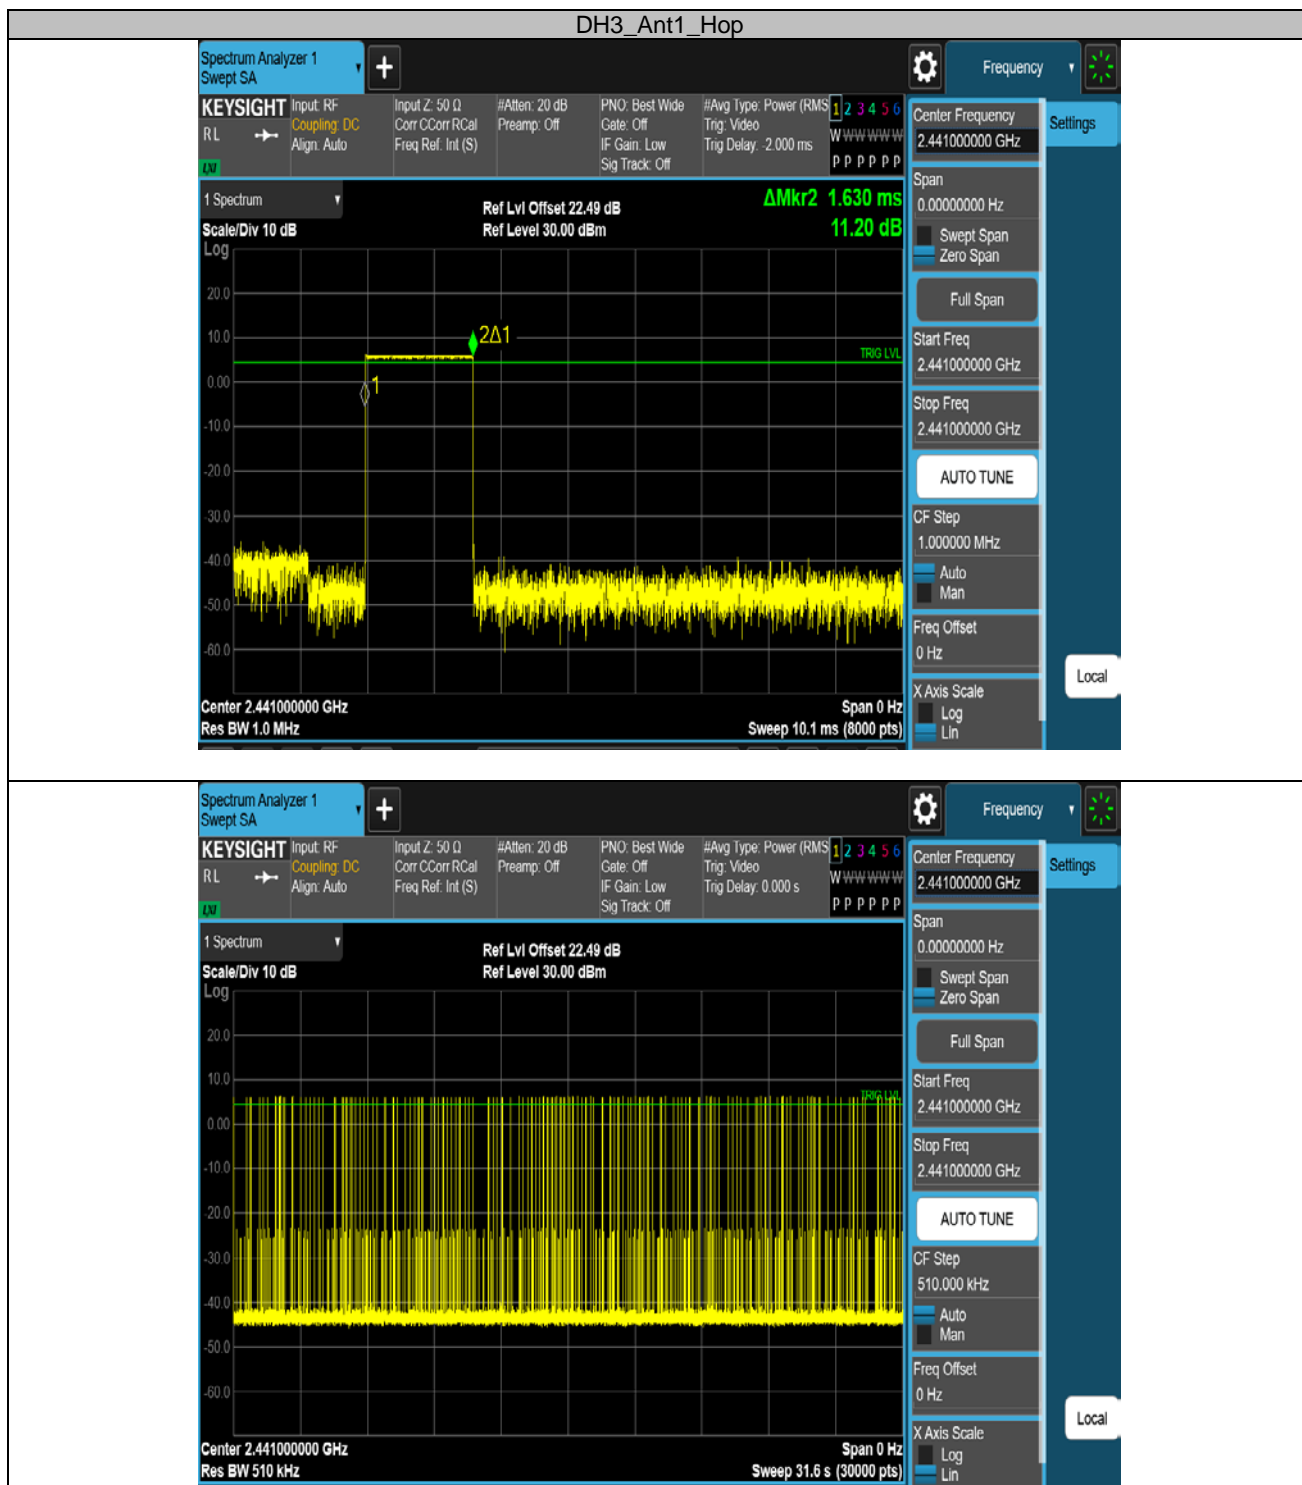 DH3_Ant1_Hop
Spectrum Analyzer 1
Swept SA
+
Frequency
KEYSIGHT
RL
LXI
Input: RF
Coupling: DC
Align: Auto
Input Z: 50 Ω
Corr CCorr RCal
Freq Ref: Int (S)
#Atten: 20 dB
Preamp: Off
PNO: Best Wide
Gate: Off
IF Gain: Low
Sig Track: Off
#Avg Type: Power (RMS
Trig: Video
Trig Delay: -2.000 ms
1 2 3 4 5 6
W W W W W W
P P P P P P
1 Spectrum
Scale/Div 10 dB
Ref Lvl Offset 22.49 dB
Ref Level 30.00 dBm
ΔMkr2 1.630 ms
11.20 dB
Log
20.0
10.0
0.00
-10.0
-20.0
-30.0
-40.0
-50.0
-60.0
2Δ1
1
TRIG LVL
Center 2.441000000 GHz
Res BW 1.0 MHz
Span 0 Hz
Sweep 10.1 ms (8000 pts)
Center Frequency
2.441000000 GHz
Settings
Span
0.00000000 Hz
Swept Span
Zero Span
Full Span
Start Freq
2.441000000 GHz
Stop Freq
2.441000000 GHz
AUTO TUNE
CF Step
1.000000 MHz
Auto
Man
Freq Offset
0 Hz
X Axis Scale
Log
Lin
Local
Spectrum Analyzer 1
Swept SA
+
Frequency
KEYSIGHT
RL
LXI
Input: RF
Coupling: DC
Align: Auto
Input Z: 50 Ω
Corr CCorr RCal
Freq Ref: Int (S)
#Atten: 20 dB
Preamp: Off
PNO: Best Wide
Gate: Off
IF Gain: Low
Sig Track: Off
#Avg Type: Power (RMS
Trig: Video
Trig Delay: 0.000 s
1 2 3 4 5 6
W W W W W W
P P P P P P
1 Spectrum
Scale/Div 10 dB
Ref Lvl Offset 22.49 dB
Ref Level 30.00 dBm
Log
20.0
10.0
0.00
-10.0
-20.0
-30.0
-40.0
-50.0
-60.0
TRIG LVL
Center 2.441000000 GHz
Res BW 510 kHz
Span 0 Hz
Sweep 31.6 s (30000 pts)
Center Frequency
2.441000000 GHz
Settings
Span
0.00000000 Hz
Swept Span
Zero Span
Full Span
Start Freq
2.441000000 GHz
Stop Freq
2.441000000 GHz
AUTO TUNE
CF Step
510.000 kHz
Auto
Man
Freq Offset
0 Hz
X Axis Scale
Log
Lin
Local